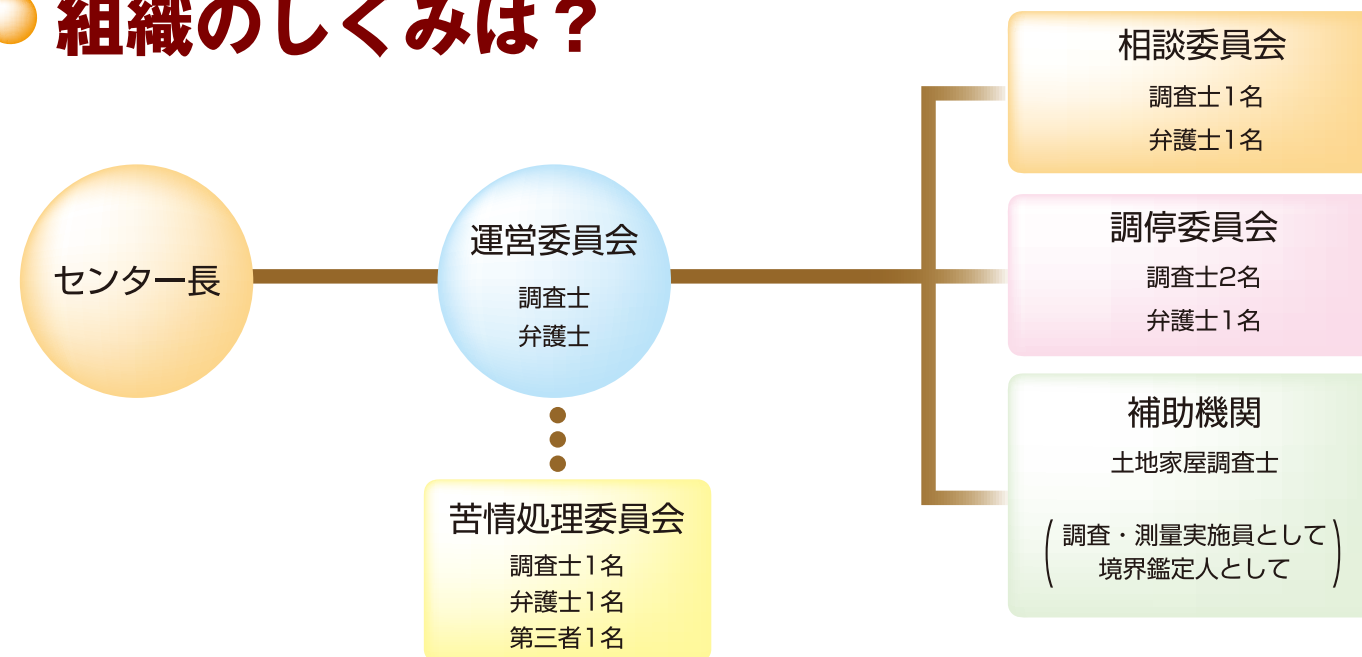 組織のしくみは？
センター長
運営委員会
調査士
弁護士
苦情処理委員会
調査士1名
弁護士1名
第三者1名
相談委員会
調査士1名
弁護士1名
調停委員会
調査士2名
弁護士1名
補助機関
土地家屋調査士
（調査・測量実施員として
境界鑑定人として）